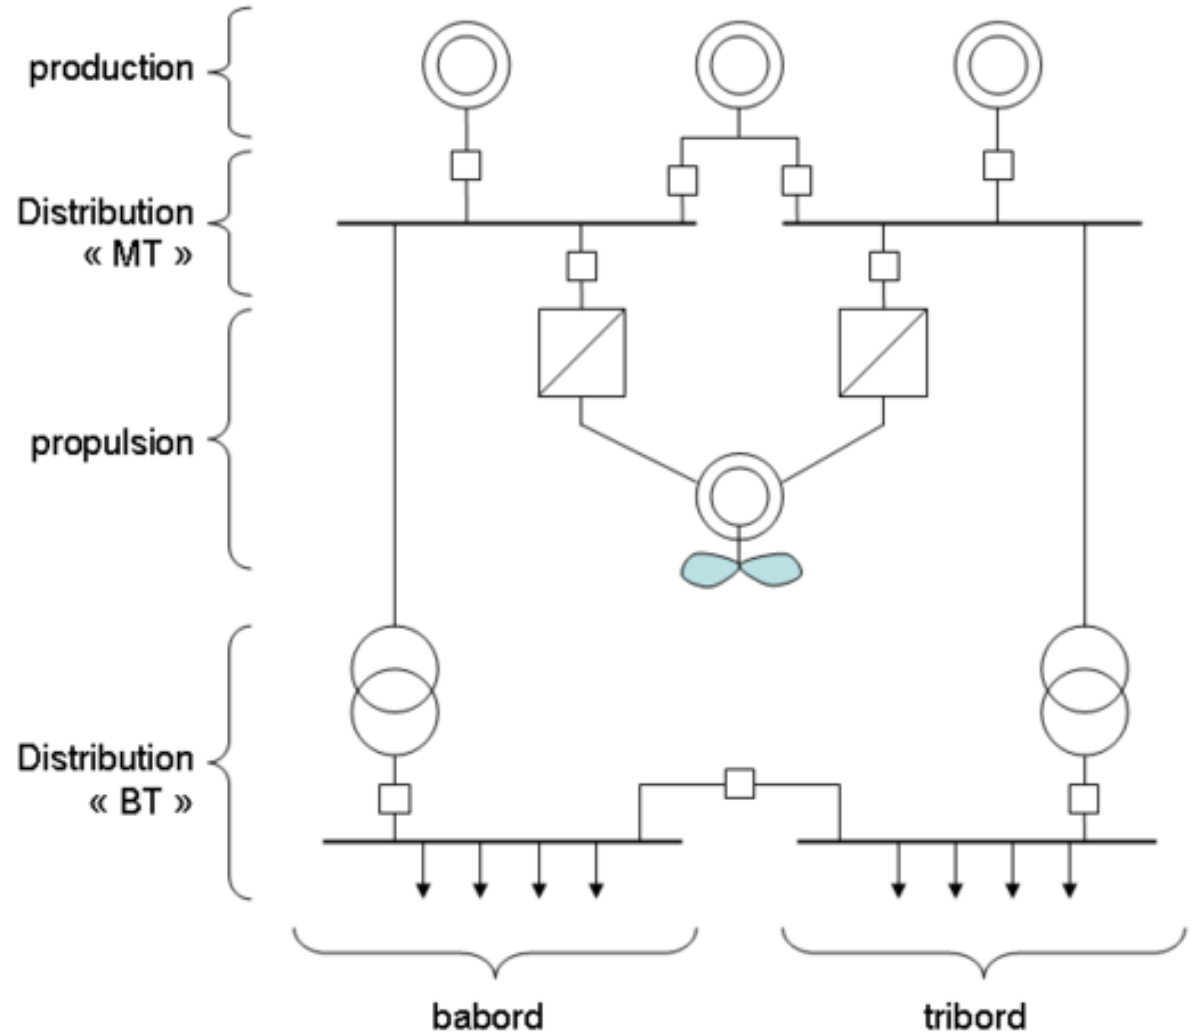 production
Distribution
« MT »
propulsion
Distribution
« BT »
babord
tribord